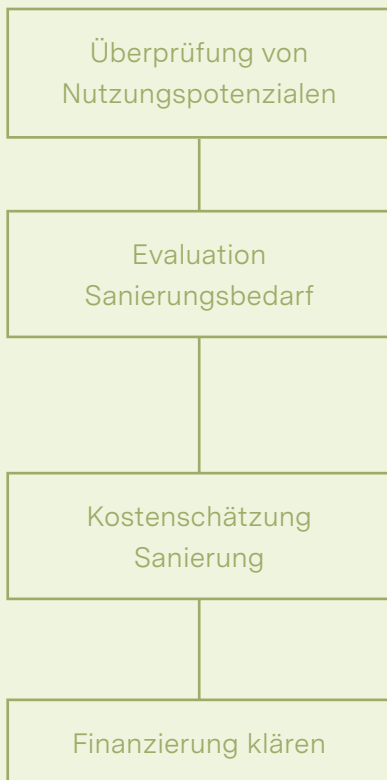 Überprüfung von
Nutzungspotenzialen
Evaluation
Sanierungsbedarf
Kostenschätzung
Sanierung
Finanzierung klären